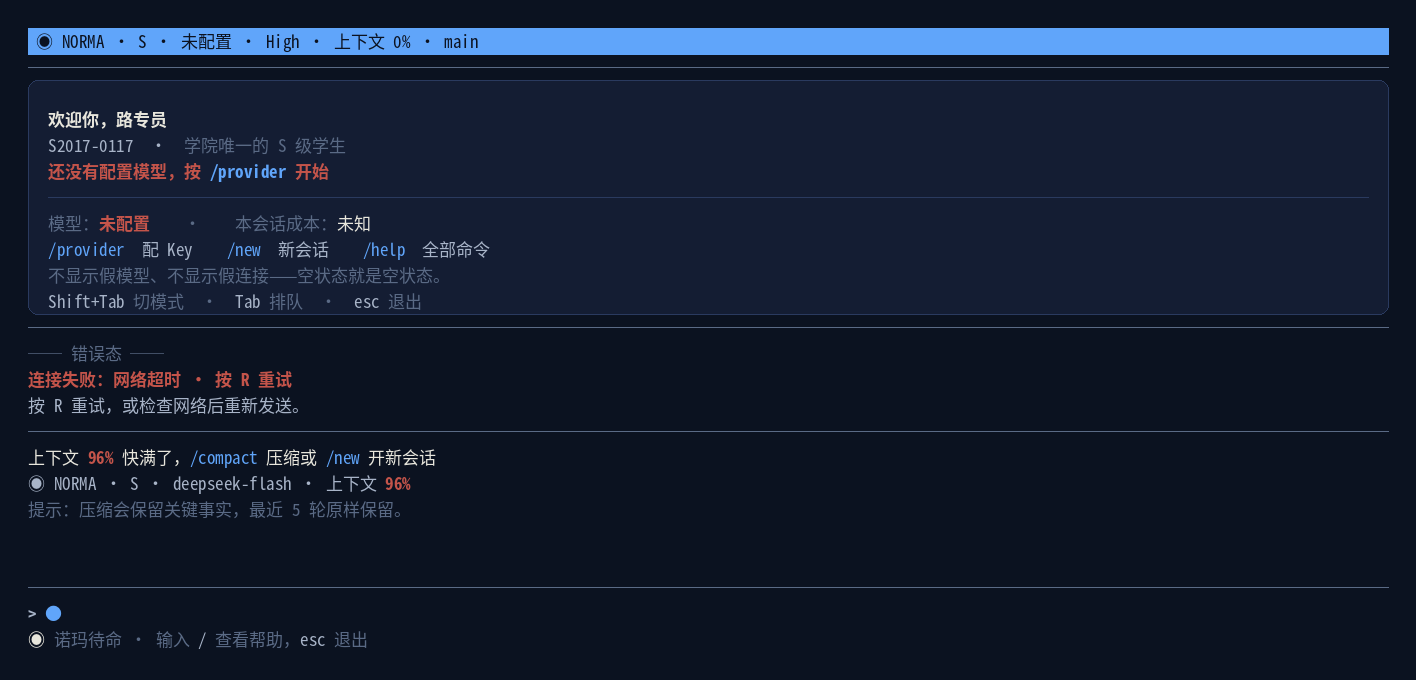 ◉ NORMA · S · 未配置 · High · 上下文 0% · main
欢迎你，路专员
S2017-0117 · 学院唯一的 S 级学生
还没有配置模型，按 /provider 开始
模型：未配置 · 本会话成本：未知
/provider 配 Key /new 新会话 /help 全部命令
不显示假模型、不显示假连接——空状态就是空状态。
Shift+Tab 切模式 · Tab 排队 · esc 退出
──── 错误态 ────
连接失败：网络超时 · 按 R 重试
按 R 重试，或检查网络后重新发送。
上下文 96% 快满了，/compact 压缩或 /new 开新会话
◉ NORMA · S · deepseek-flash · 上下文 96%
提示：压缩会保留关键事实，最近 5 轮原样保留。
> ●
◉ 诺玛待命 · 输入 / 查看帮助，esc 退出